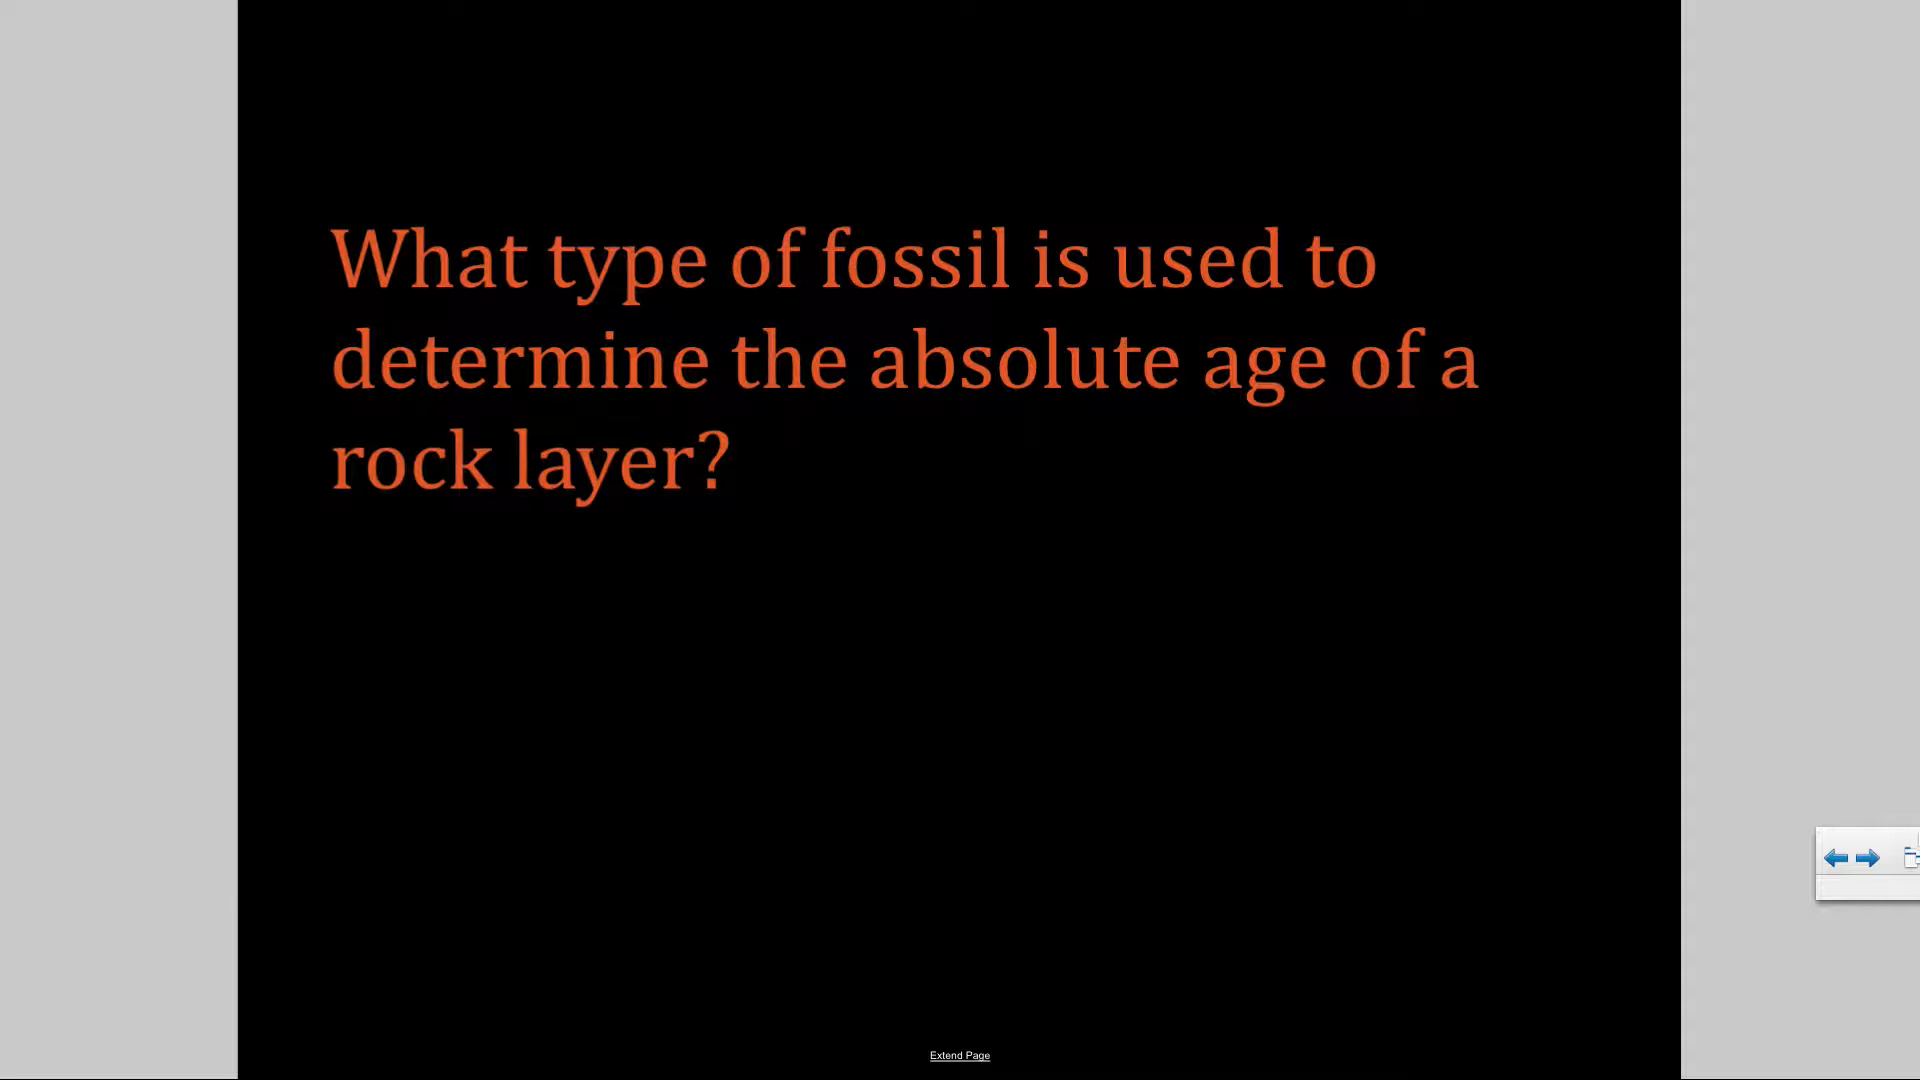 What type of fossil is used to
determine the absolute age of a
rock layer?
Extend Page